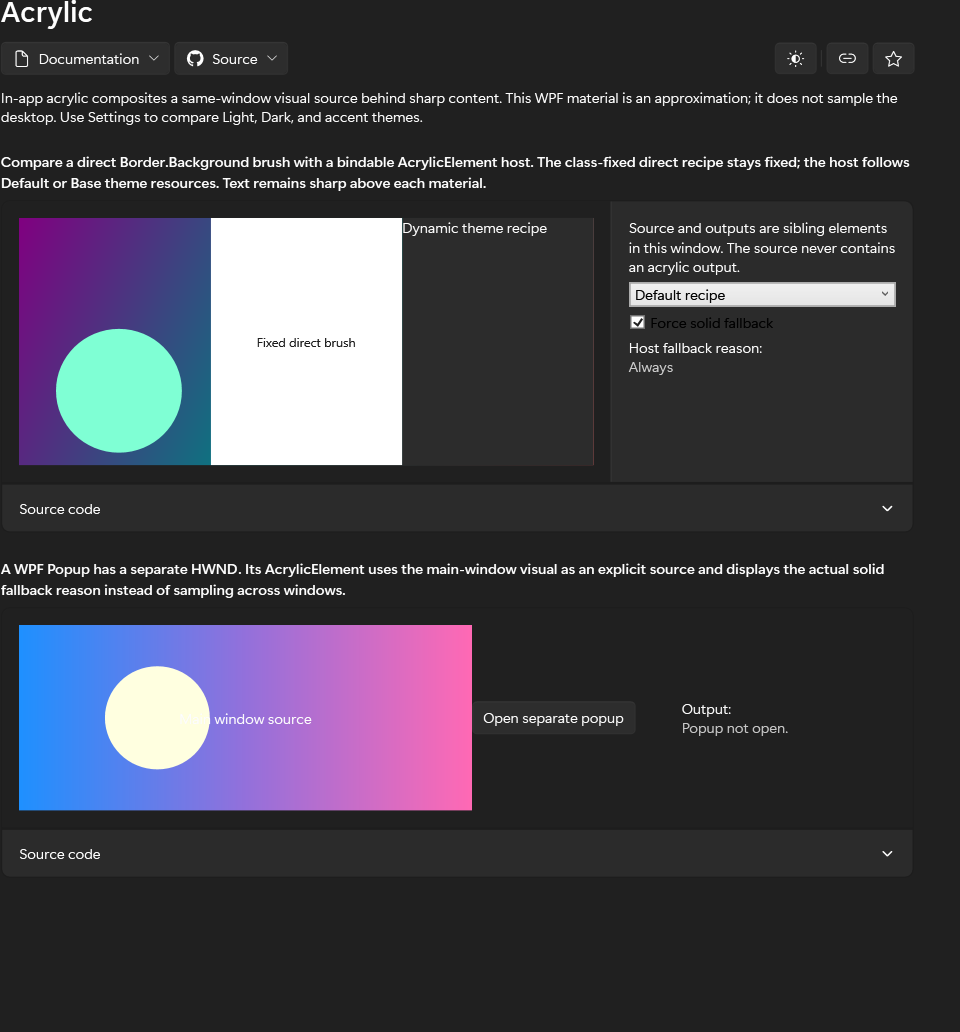 Acrylic
Documentation
Source
In-app acrylic composites a same-window visual source behind sharp content. This WPF material is an approximation; it does not sample the
desktop. Use Settings to compare Light, Dark, and accent themes.
Compare a direct Border.Background brush with a bindable AcrylicElement host. The class-fixed direct recipe stays fixed; the host follows
Default or Base theme resources. Text remains sharp above each material.
Fixed direct brush
Dynamic theme recipe
Source and outputs are sibling elements
in this window. The source never contains
an acrylic output.
Default recipe
Force solid fallback
Host fallback reason:
Always
Source code
A WPF Popup has a separate HWND. Its AcrylicElement uses the main-window visual as an explicit source and displays the actual solid
fallback reason instead of sampling across windows.
window source
Open separate popup
Output:
Popup not open.
Source code